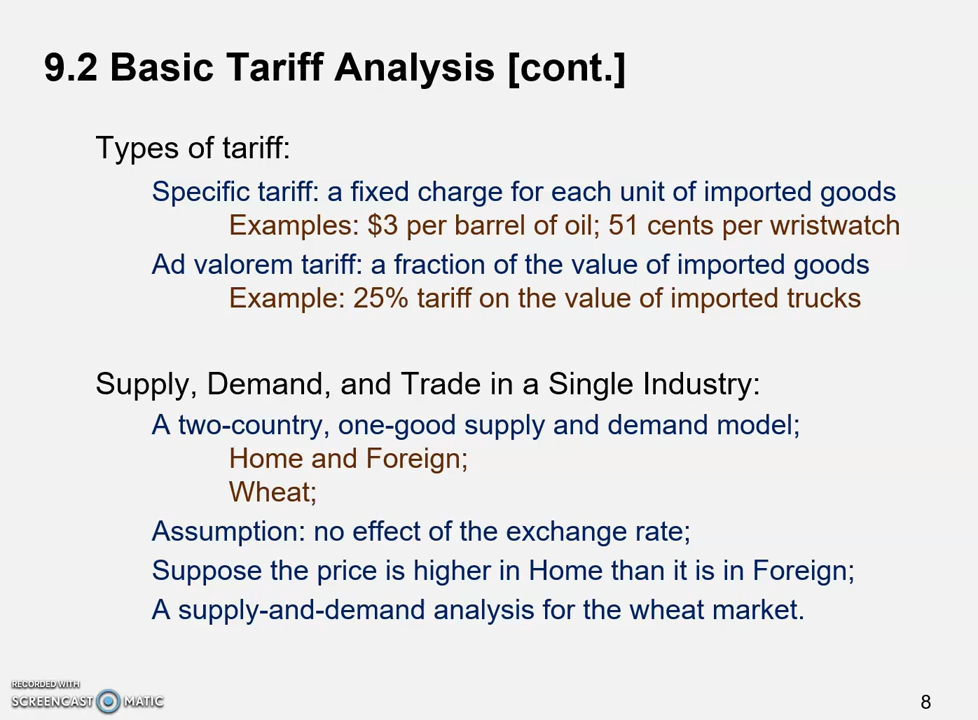 9.2 Basic Tariff Analysis [cont.]
Types of tariff:
Specific tariff: a fixed charge for each unit of imported goods
Examples: $3 per barrel of oil; 51 cents per wristwatch
Ad valorem tariff: a fraction of the value of imported goods
Example: 25% tariff on the value of imported trucks
Supply, Demand, and Trade in a Single Industry:
A two-country, one-good supply and demand model;
Home and Foreign;
Wheat;
Assumption: no effect of the exchange rate;
Suppose the price is higher in Home than it is in Foreign;
A supply-and-demand analysis for the wheat market.
RECORDED WITH
SCREENCAST MATIC
8